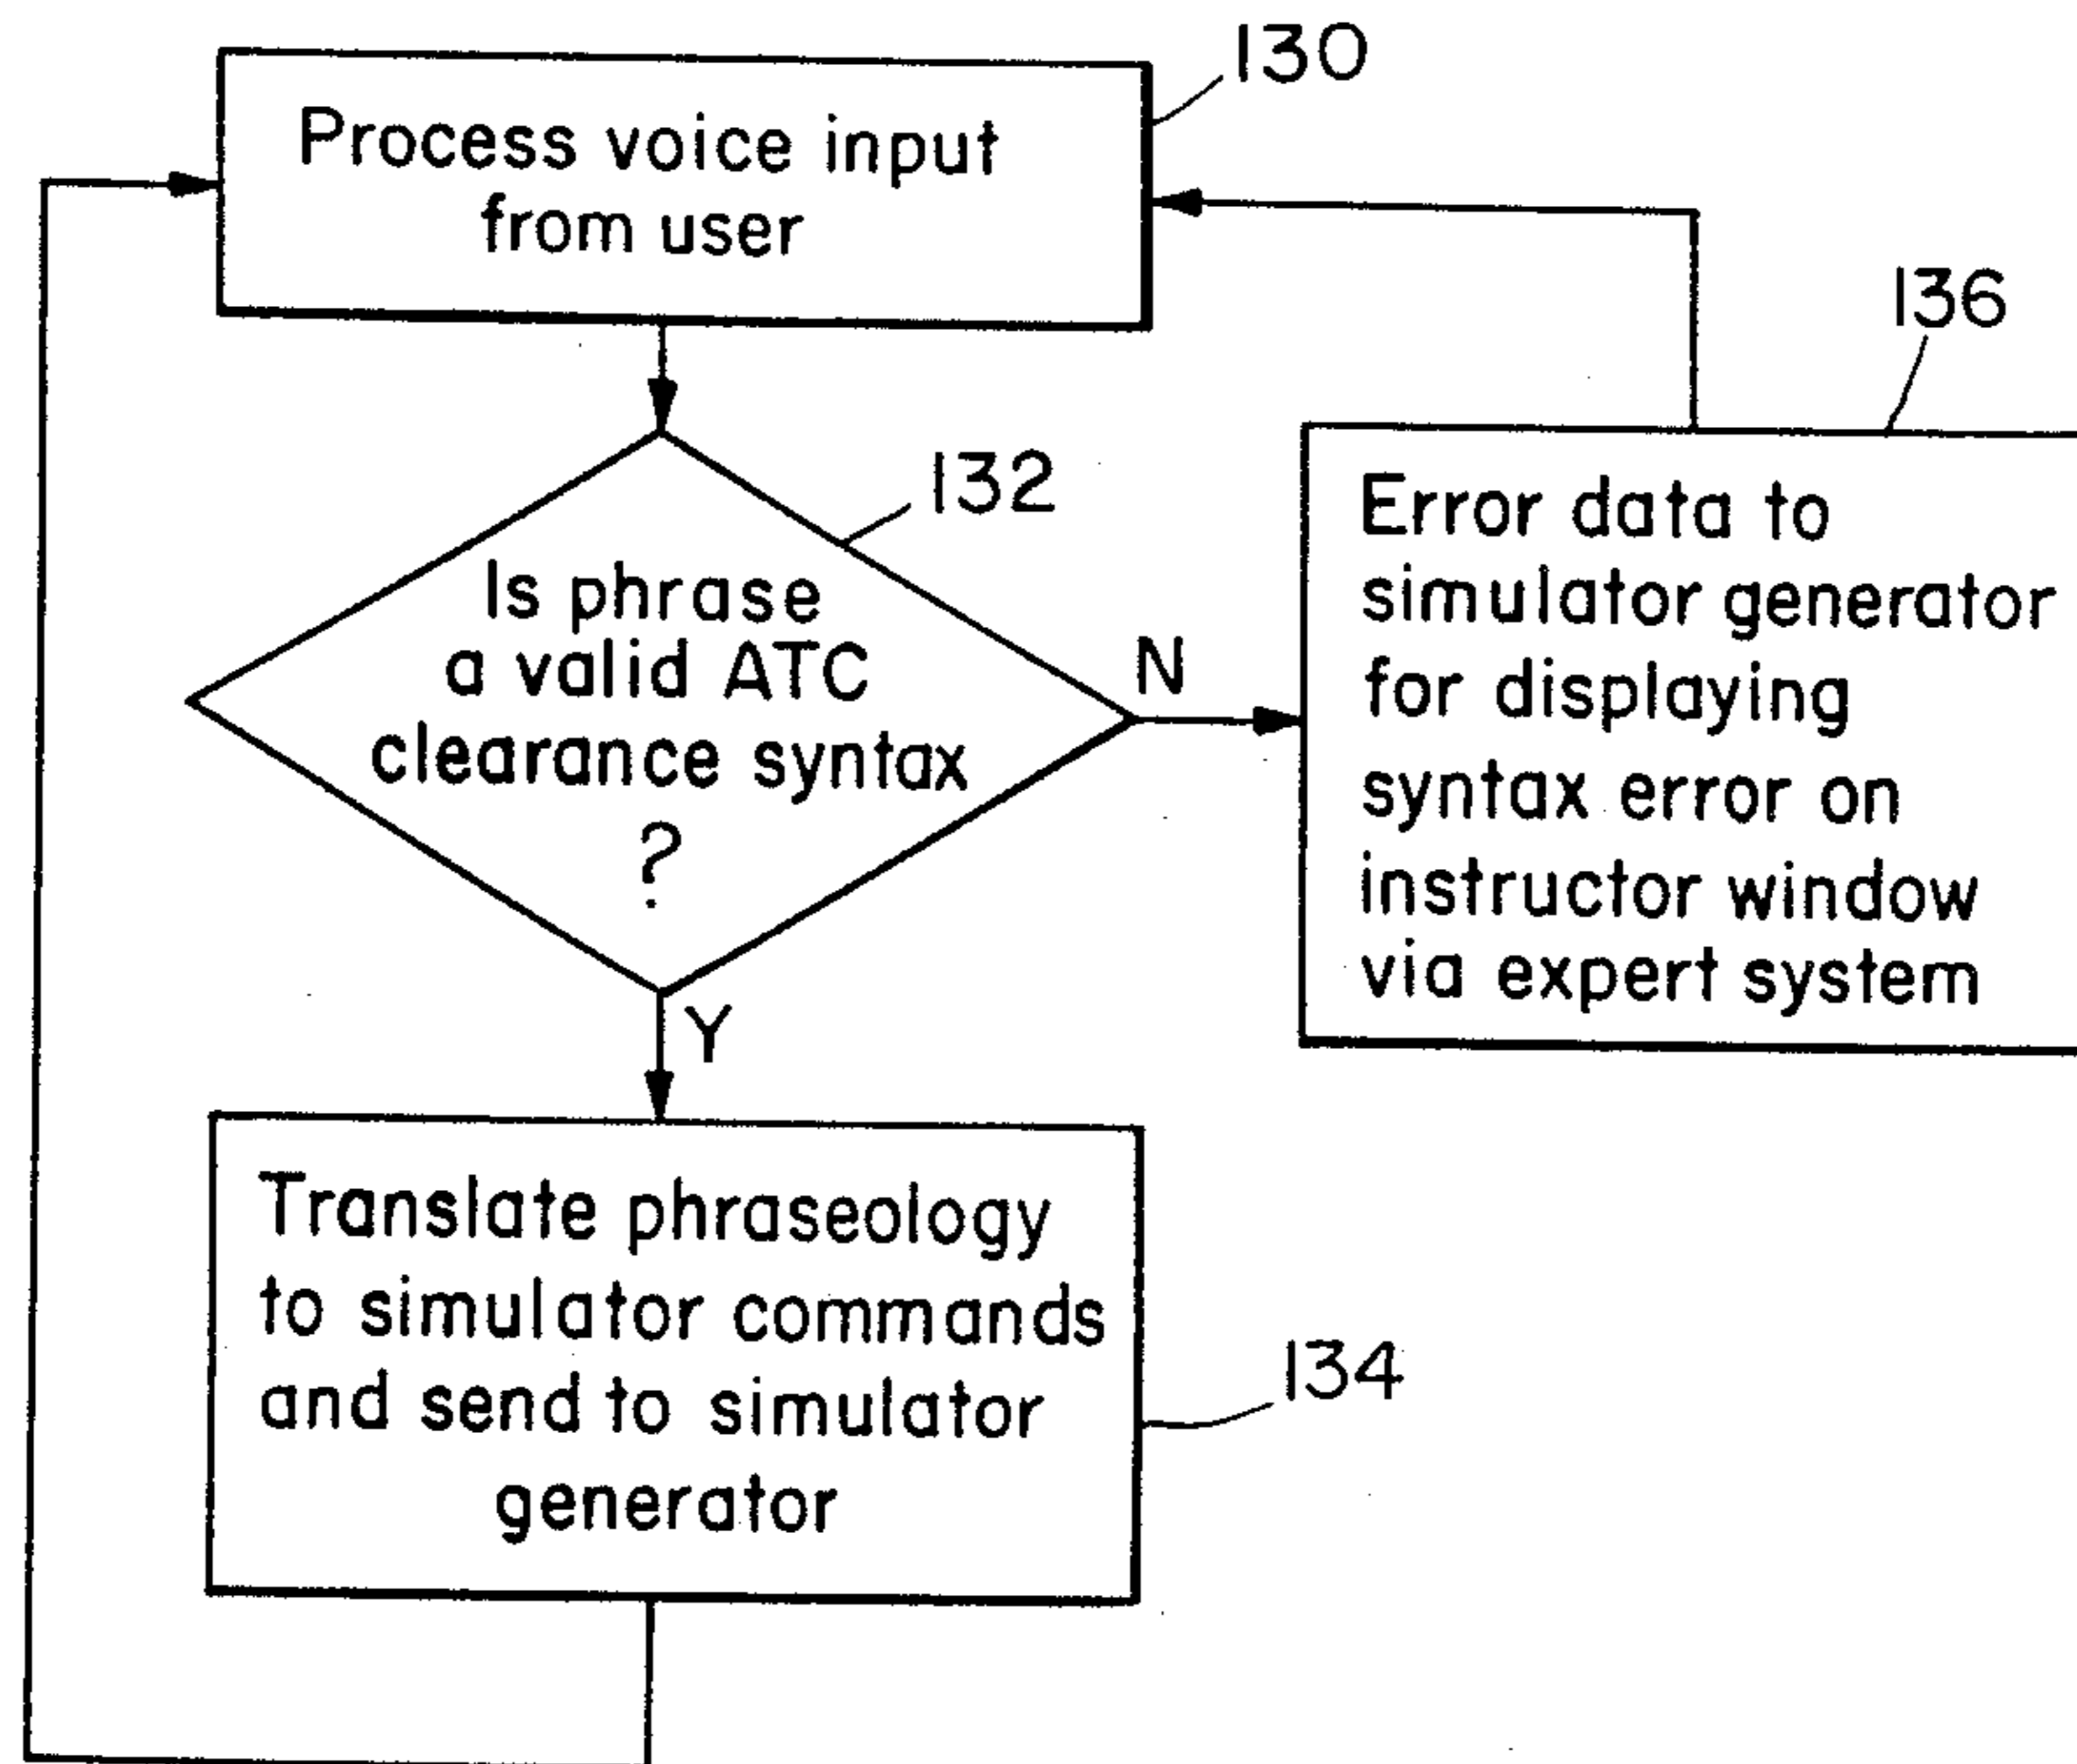 130
Process voice input
from user
136
132
Is phrase
a valid ATC
clearance syntax
?
N
Error data to
simulator generator
for displaying
syntax error on
instructor window
via expert system
Y
Translate phraseology
to simulator commands
and send to simulator
generator
134